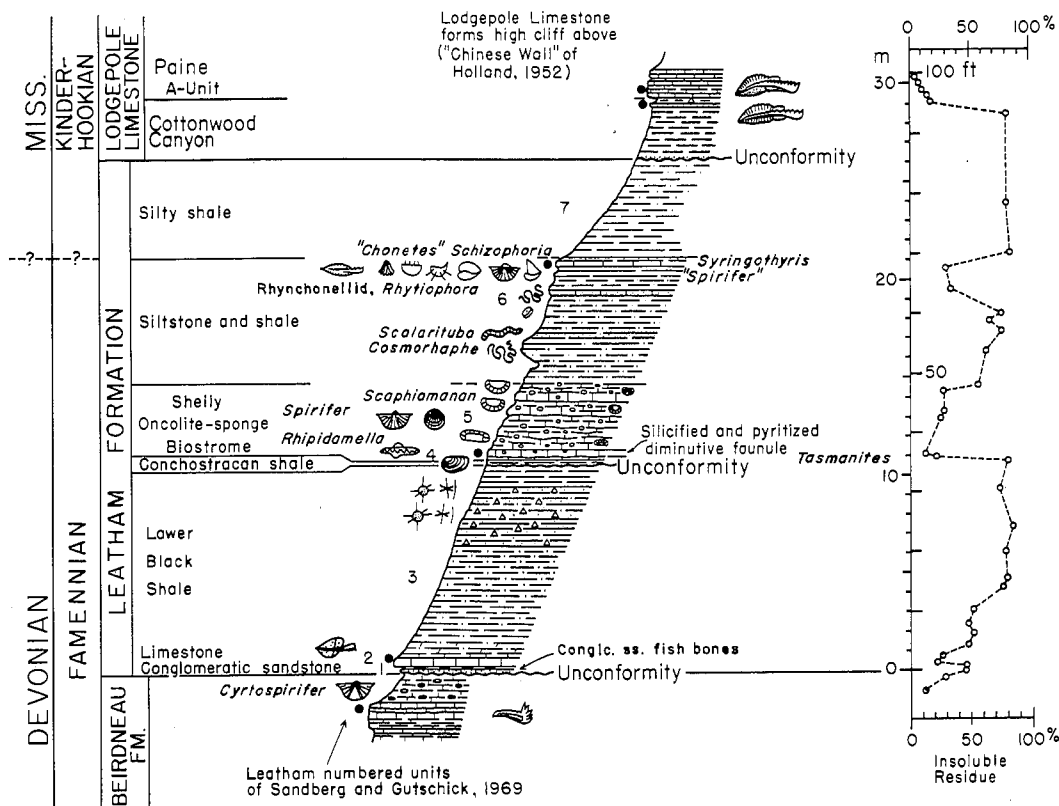 Lodgepole Limestone
forms high cliff above
("Chinese Wall" of
Holland, 1952)
MISS.
KINDER-
HOOKIAN
LODGEPOLE
LIMESTONE
Paine
A-Unit
Cottonwood
Canyon
Unconformity
Silty shale
7
--?-
-?-
"Chonetes" Schizophoria
Syringothyris
"Spirifer"
Rhynchonellid, Rhytiophora
6
Siltstone and shale
Scalarituba
Cosmorhaphe
DEVONIAN
FAMENNIAN
LEATHAM FORMATION
Shelly
Oncolite-sponge
Biostrome
Scaphiomanan
Spirifer
5
Rhipidamella
4
Silicified and pyritized
diminutive faunule
Tasmanites
Conchostracan shale
Unconformity
Lower
Black
Shale
3
Limestone
Conglomeratic sandstone
2
1
Conglc. ss. fish bones
Unconformity
BEIRDNEAU
FM.
Cyrtospirifer
Leatham numbered units
of Sandberg and Gutschick, 1969
0 50 100%
m
30
100 ft
20
50
10
0
0 50 100%
Insoluble
Residue